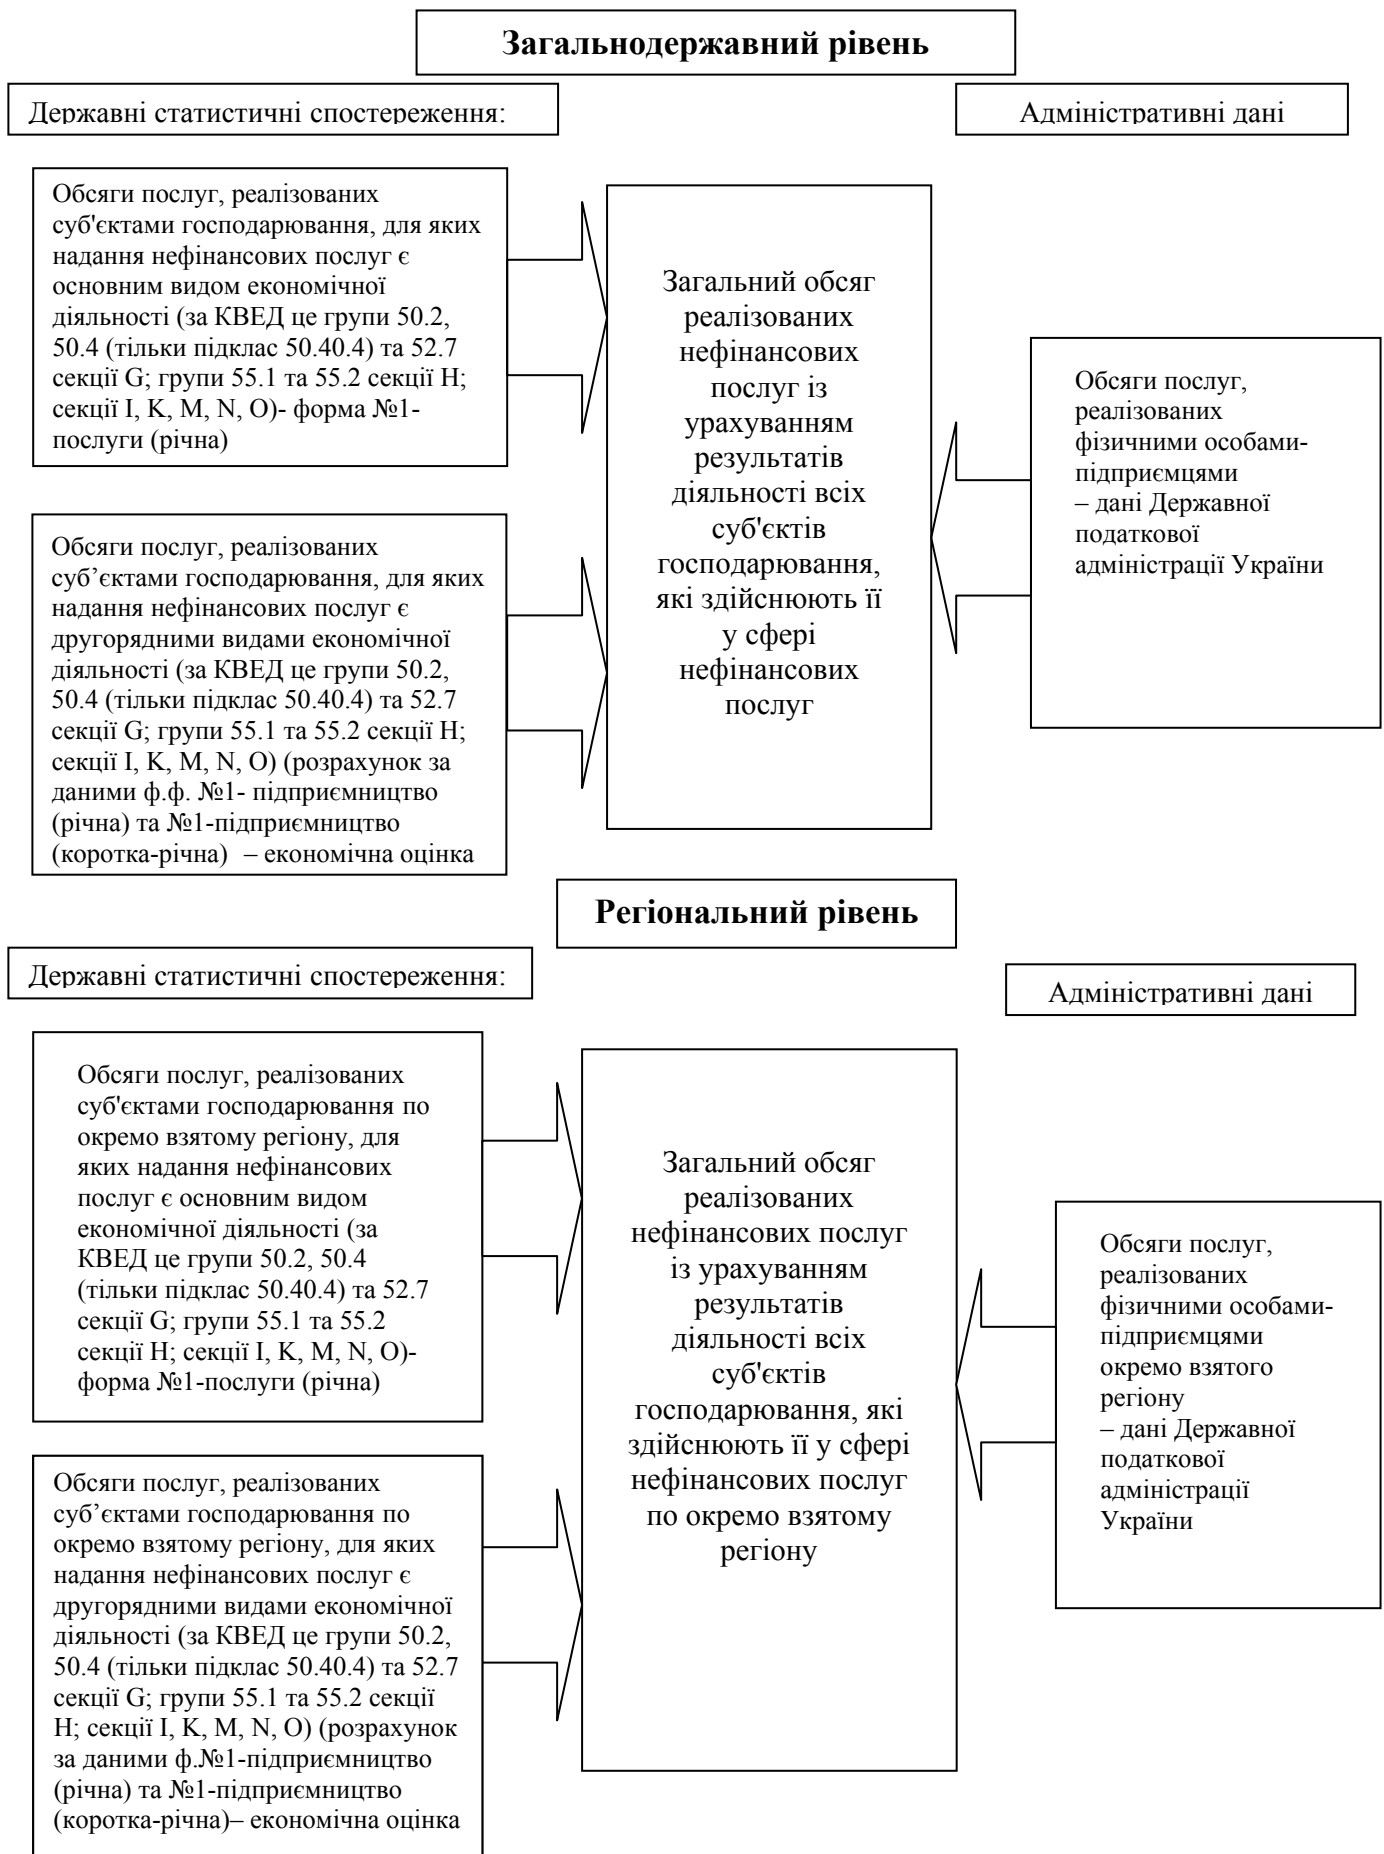 Загальнодержавний рівень
Державні статистичні спостереження:
Адміністративні дані
Обсяги послуг, реалізованих
суб'єктами господарювання, для яких
надання нефінансових послуг є
основним видом економічної
діяльності (за КВЕД це групи 50.2,
50.4 (тільки підклас 50.40.4) та 52.7
секції G; групи 55.1 та 55.2 секції H;
секції I, K, M, N, O)- форма №1-
послуги (річна)
Обсяги послуг, реалізованих
суб’єктами господарювання, для яких
надання нефінансових послуг є
другорядними видами економічної
діяльності (за КВЕД це групи 50.2,
50.4 (тільки підклас 50.40.4) та 52.7
секції G; групи 55.1 та 55.2 секції H;
секції I, K, M, N, O) (розрахунок за
даними ф.ф. №1- підприємництво
(річна) та №1-підприємництво
(коротка-річна) – економічна оцінка
Загальний обсяг
реалізованих
нефінансових
послуг із
урахуванням
результатів
діяльності всіх
суб'єктів
господарювання,
які здійснюють її
у сфері
нефінансових
послуг
Обсяги послуг,
реалізованих
фізичними особами-
підприємцями
– дані Державної
податкової
адміністрації України
Регіональний рівень
Державні статистичні спостереження:
Адміністративні дані
Обсяги послуг, реалізованих
суб'єктами господарювання по
окремо взятому регіону, для
яких надання нефінансових
послуг є основним видом
економічної діяльності (за
КВЕД це групи 50.2, 50.4
(тільки підклас 50.40.4) та 52.7
секції G; групи 55.1 та 55.2
секції H; секції I, K, M, N, O)-
форма №1-послуги (річна)
Обсяги послуг, реалізованих
суб’єктами господарювання по
окремо взятому регіону, для яких
надання нефінансових послуг є
другорядними видами економічної
діяльності (за КВЕД це групи 50.2,
50.4 (тільки підклас 50.40.4) та 52.7
секції G; групи 55.1 та 55.2 секції
H; секції I, K, M, N, O) (розрахунок
за даними ф.№1-підприємництво
(річна) та №1-підприємництво
(коротка-річна)– економічна оцінка
Загальний обсяг
реалізованих
нефінансових послуг
із урахуванням
результатів
діяльності всіх
суб'єктів
господарювання, які
здійснюють її у сфері
нефінансових послуг
по окремо взятому
регіону
Обсяги послуг,
реалізованих
фізичними особами-
підприємцями
окремо взятого
регіону
– дані Державної
податкової
адміністрації
України